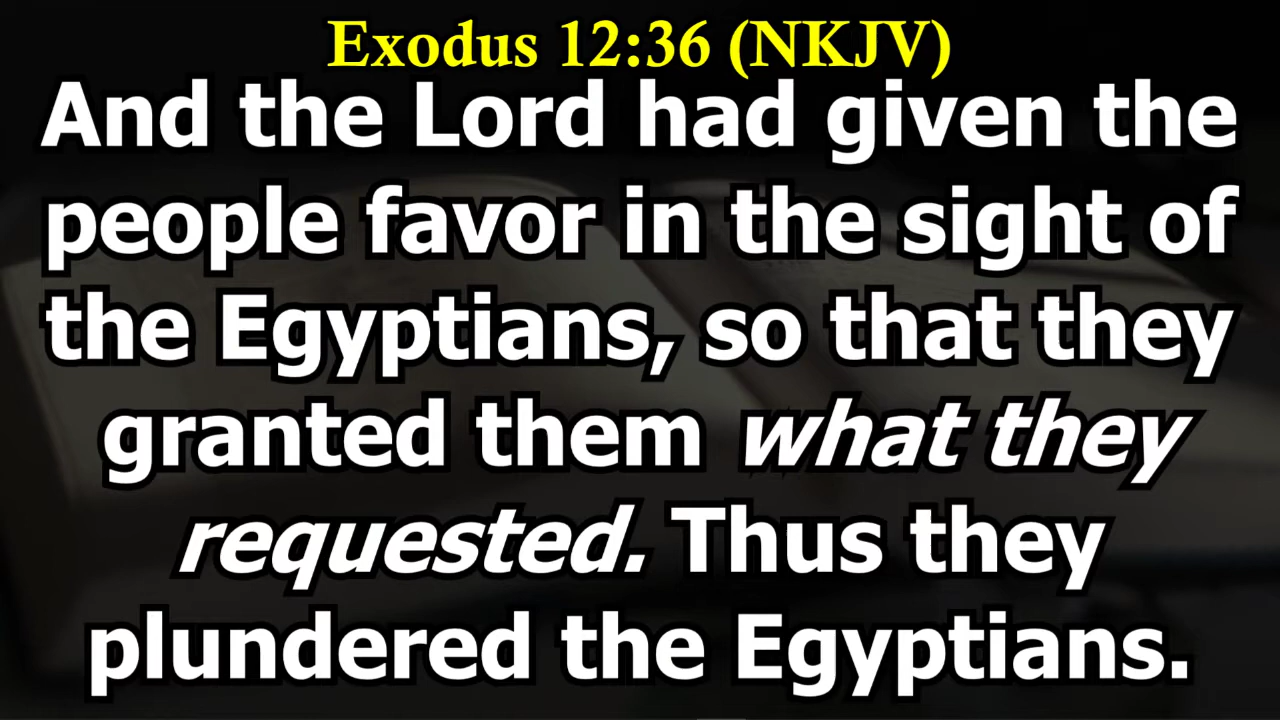 Exodus 12:36 (NKJV)
And the Lord had given the
people favor in the sight of
the Egyptians, so that they
granted them what they
requested. Thus they
plundered the Egyptians.